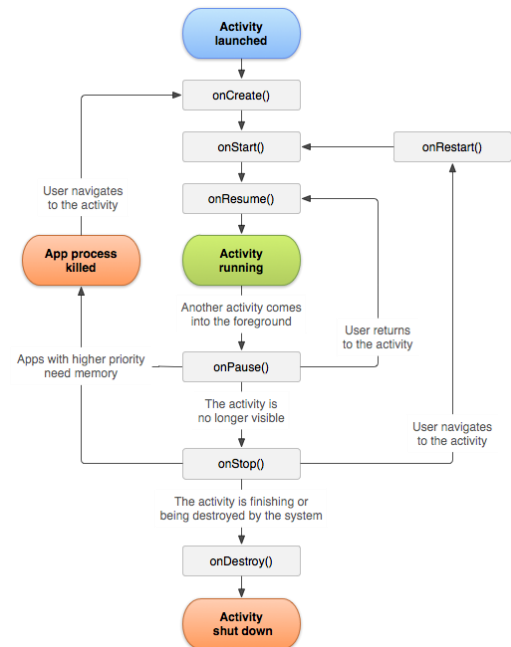 Activity
launched
onCreate()
onStart()
onRestart()
onResume()
User navigates
to the activity
App process
killed
Activity
running
Another activity comes
into the foreground
User returns
to the activity
Apps with higher priority
need memory
onPause()
The activity is
no longer visible
User navigates
to the activity
onStop()
The activity is finishing or
being destroyed by the system
onDestroy()
Activity
shut down